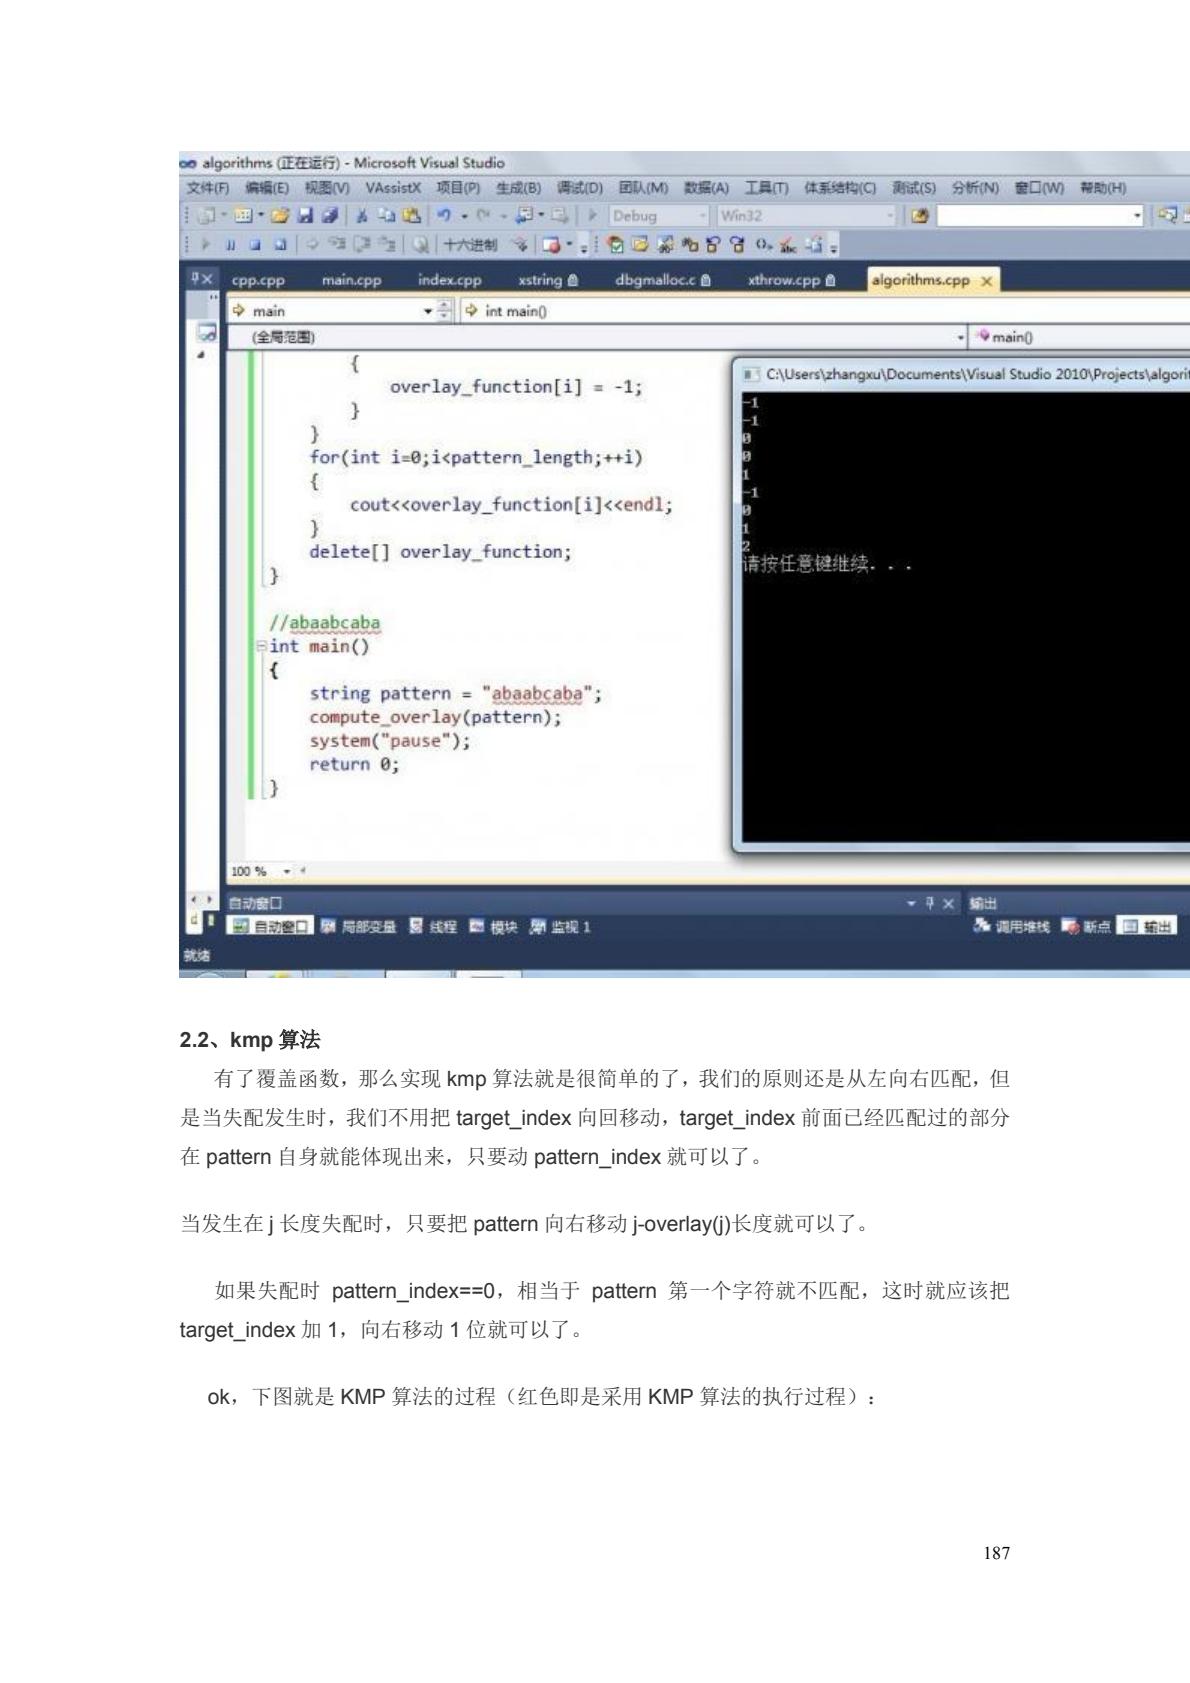 algorithms (正在运行) - Microsoft Visual Studio
文件(F) 编辑(E) 视图(V) VAssistX 项目(P) 生成(B) 调试(D) 团队(M) 数据(A) 工具(T) 体系结构(C) 测试(S) 分析(N) 窗口(W) 帮助(H)
Debug Win32
十六进制
cpp.cpp main.cpp index.cpp xstring dbgmalloc.c xthrow.cpp algorithms.cpp
main int main()
(全局范围) main()
{
overlay_function[i] = -1;
}
}
for(int i=0;i<pattern_length;++i)
{
cout<<overlay_function[i]<<endl;
}
delete[] overlay_function;
}
//abaabcaba
int main()
{
string pattern = "abaabcaba";
compute_overlay(pattern);
system("pause");
return 0;
}
C:\Users\zhangxu\Documents\Visual Studio 2010\Projects\algorit
-1
-1
0
0
1
-1
0
1
2
请按任意键继续. . .
100 %
自动窗口 输出
自动窗口 局部变量 线程 模块 监视 1 调用堆栈 断点 输出
就绪
2.2、kmp 算法
有了覆盖函数，那么实现 kmp 算法就是很简单的了，我们的原则还是从左向右匹配，但
是当失配发生时，我们不用把 target_index 向回移动，target_index 前面已经匹配过的部分
在 pattern 自身就能体现出来，只要动 pattern_index 就可以了。
当发生在 j 长度失配时，只要把 pattern 向右移动 j-overlay(j)长度就可以了。
如果失配时 pattern_index==0，相当于 pattern 第一个字符就不匹配，这时就应该把
target_index 加 1，向右移动 1 位就可以了。
ok，下图就是 KMP 算法的过程（红色即是采用 KMP 算法的执行过程）：
187